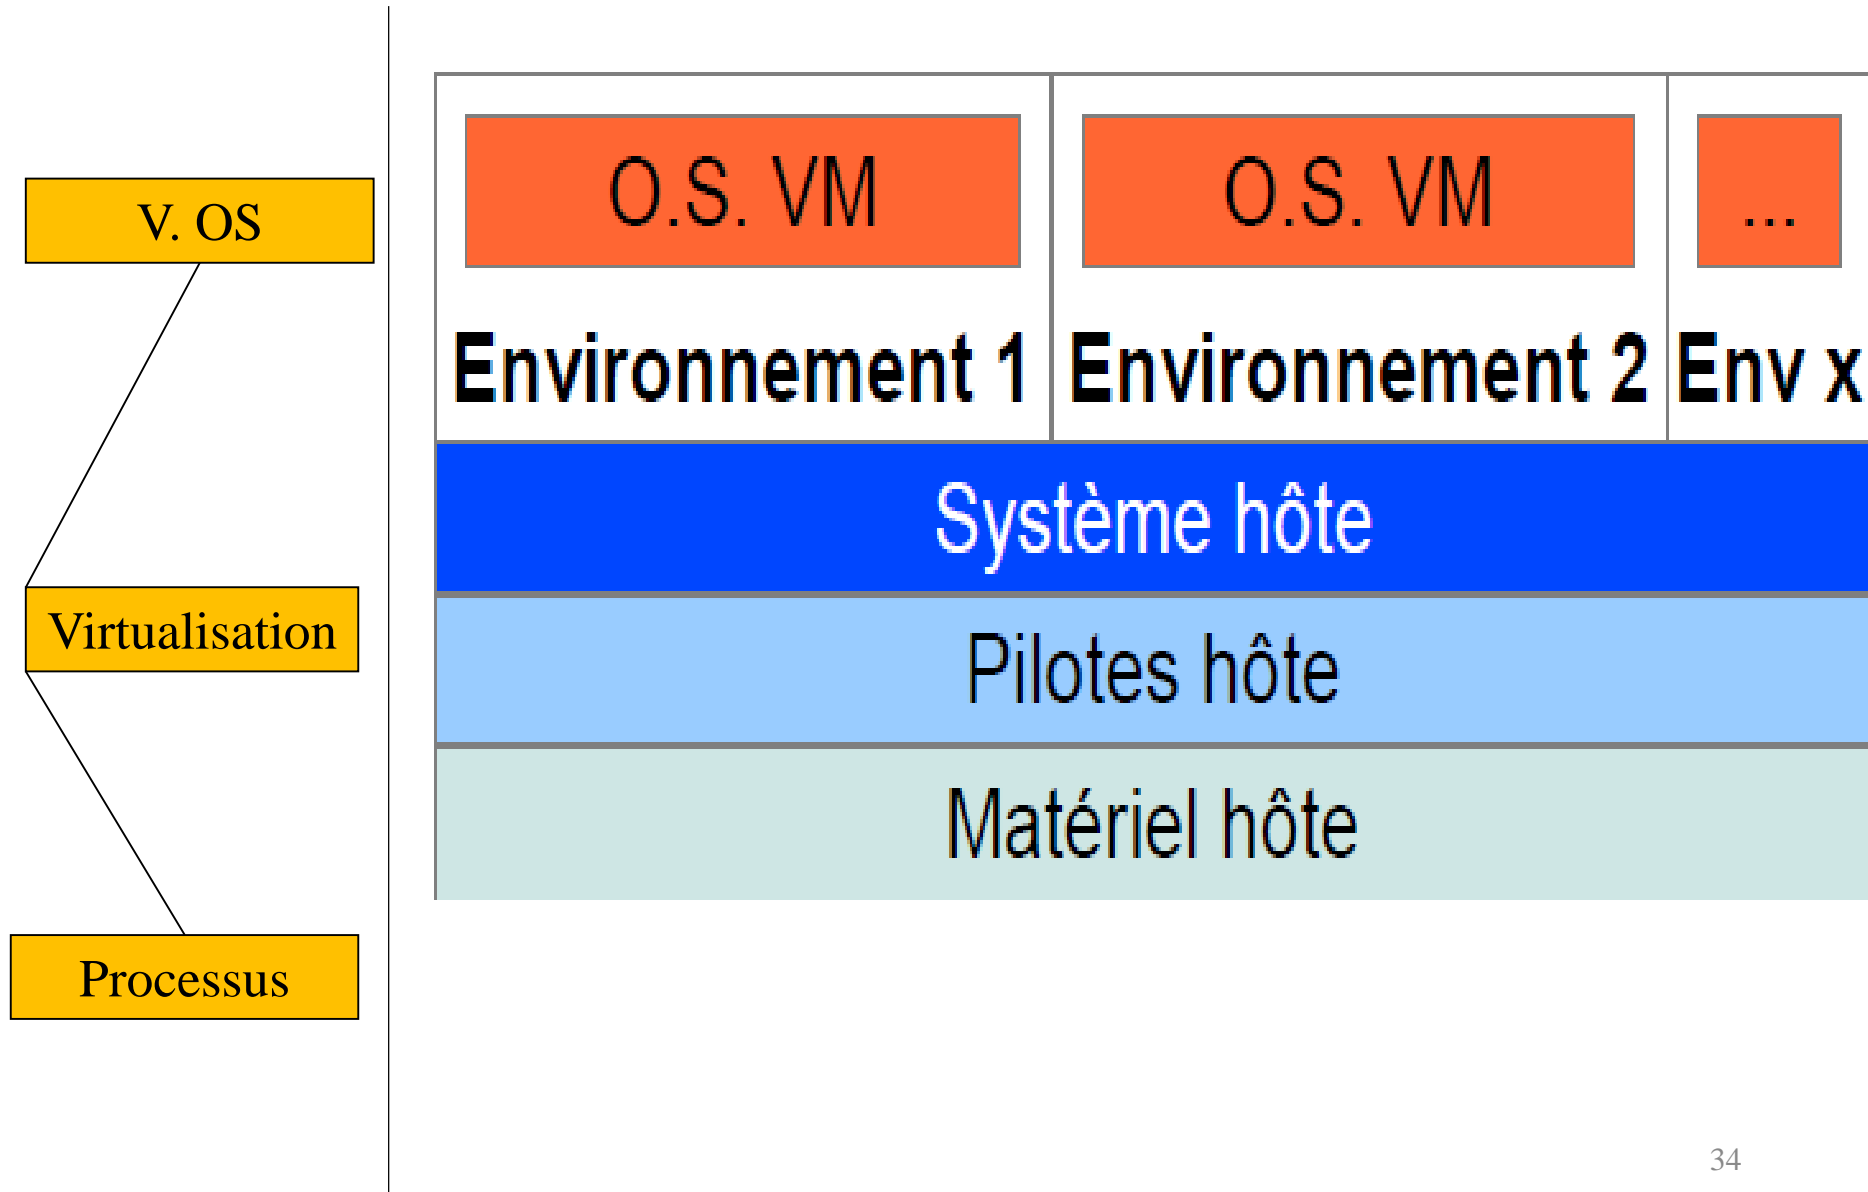 V. OS
Virtualisation
Processus
O.S. VM
O.S. VM
...
Environnement 1
Environnement 2
Env x
Système hôte
Pilotes hôte
Matériel hôte
34